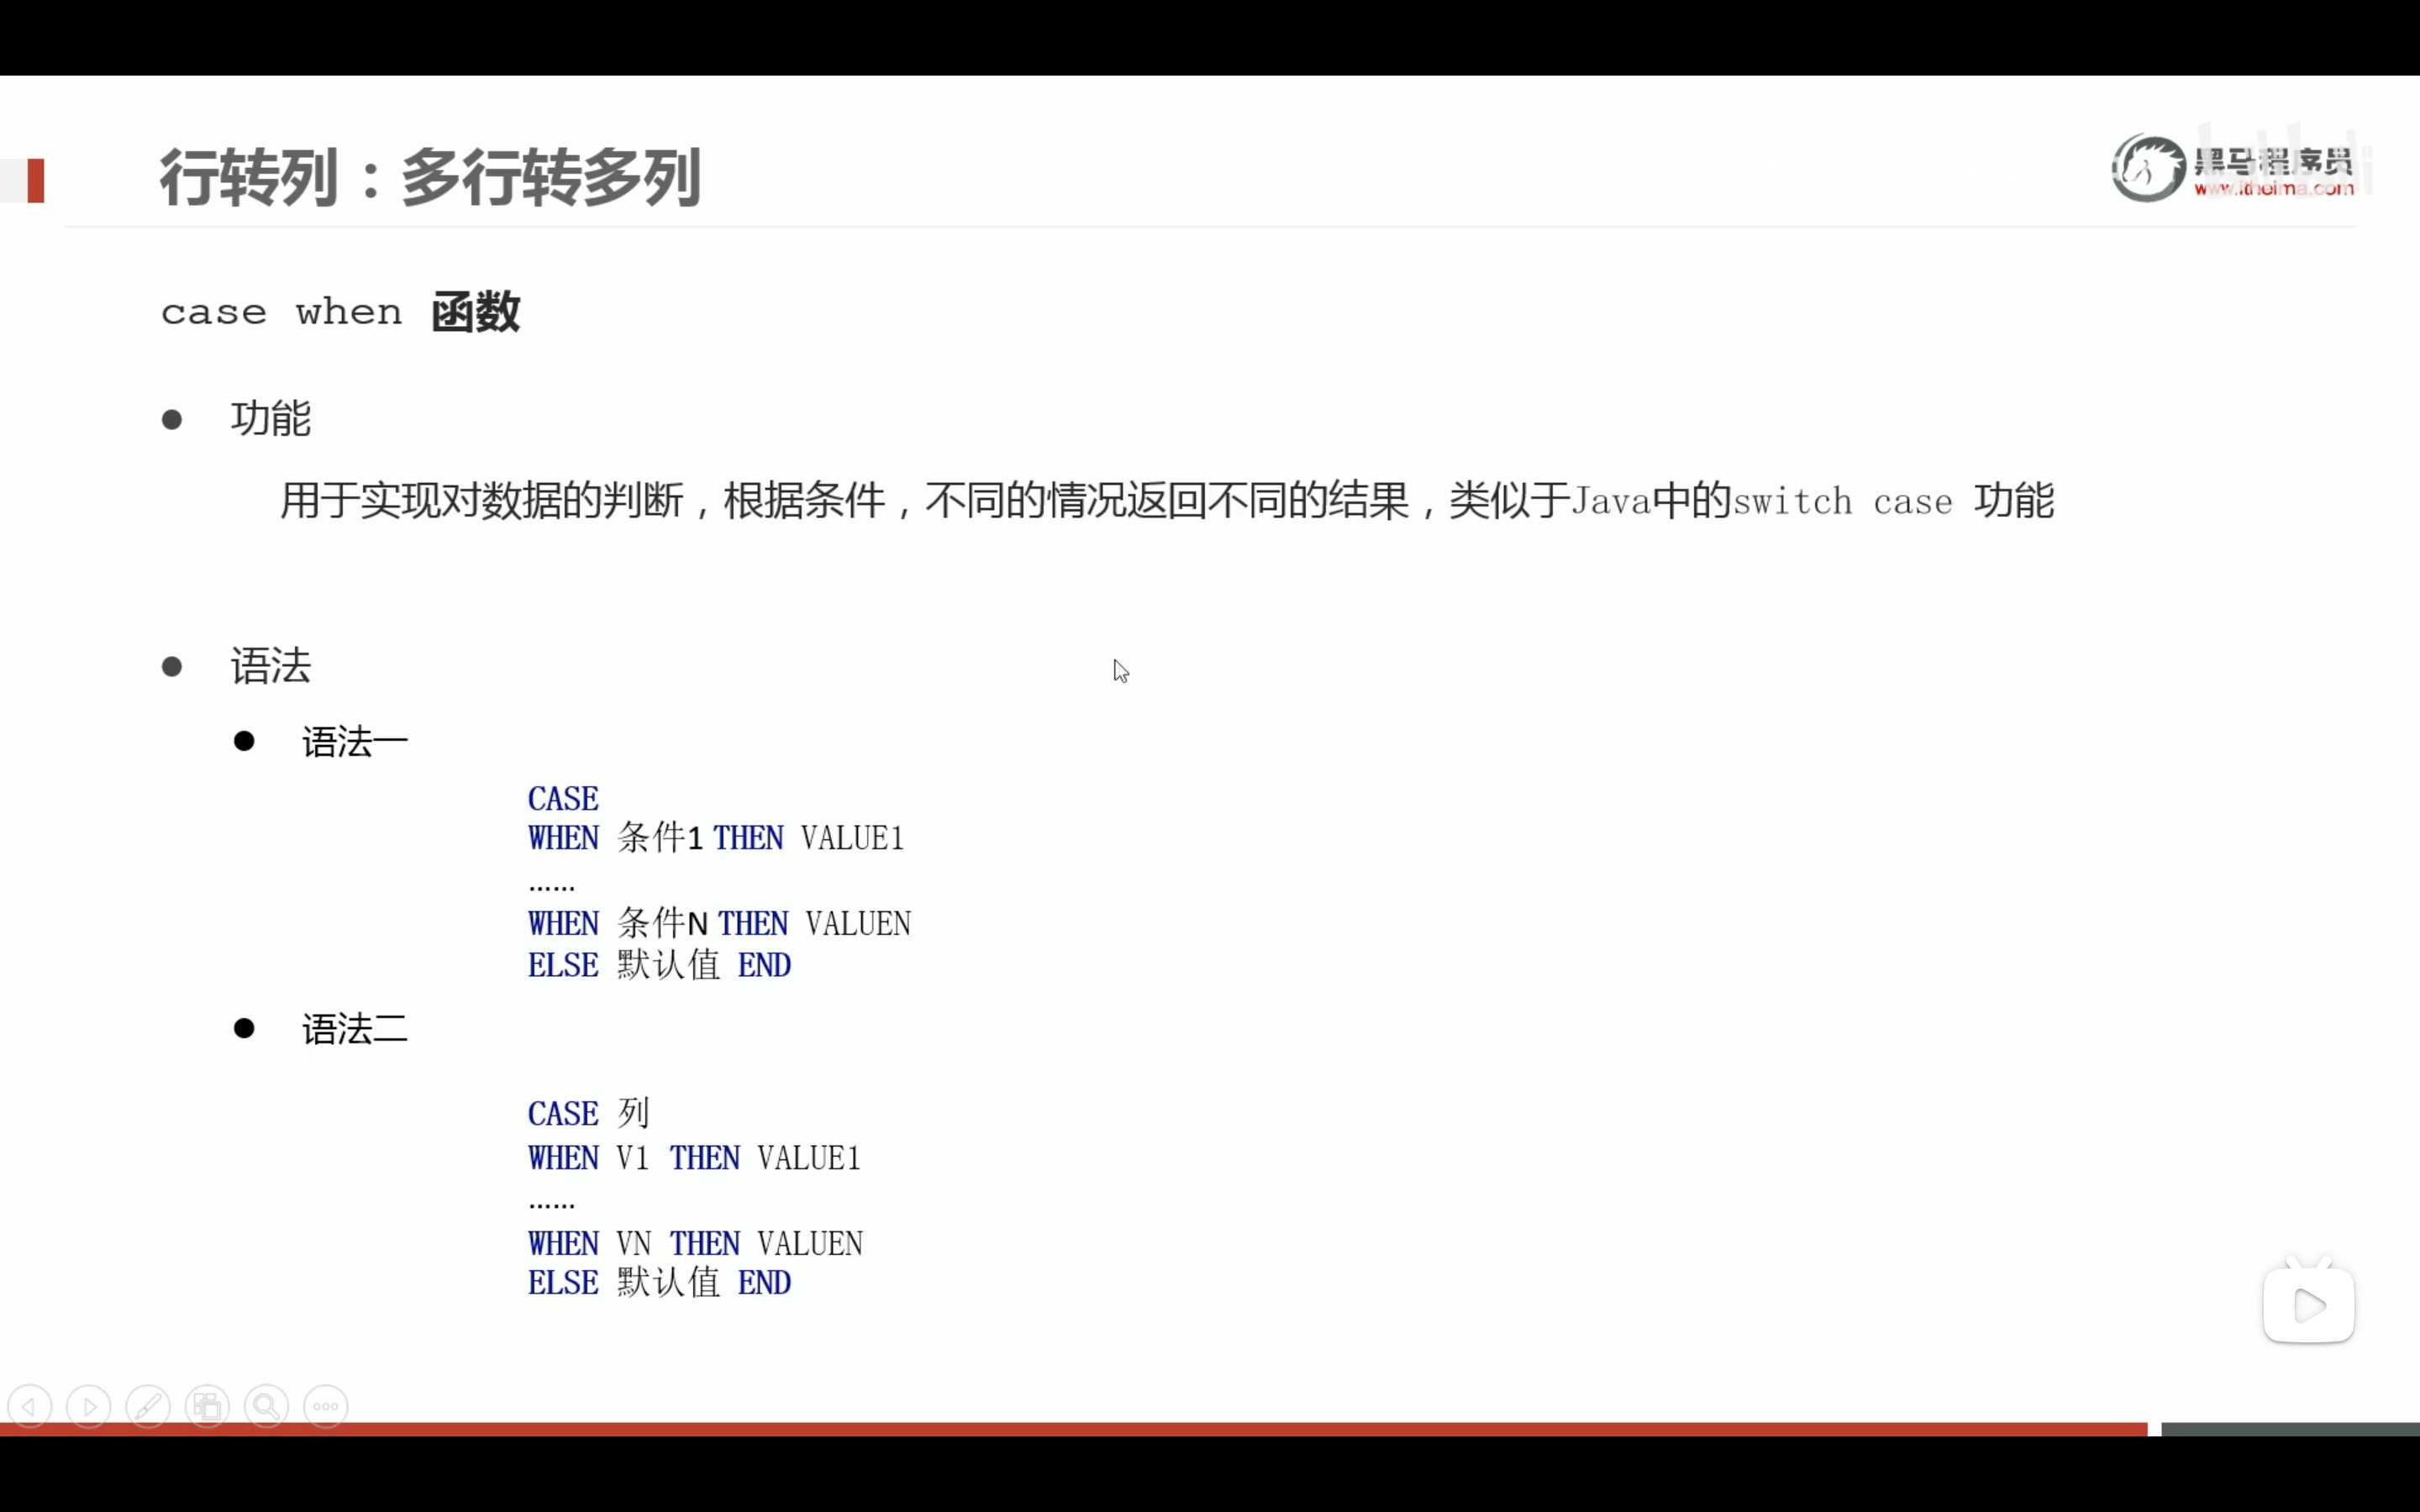 行转列：多行转多列
黑马程序员
www.itheima.com
case when 函数
● 功能
用于实现对数据的判断，根据条件，不同的情况返回不同的结果，类似于Java中的switch case 功能
● 语法
● 语法一
CASE
WHEN 条件1 THEN VALUE1
……
WHEN 条件N THEN VALUEN
ELSE 默认值 END
● 语法二
CASE 列
WHEN V1 THEN VALUE1
……
WHEN VN THEN VALUEN
ELSE 默认值 END